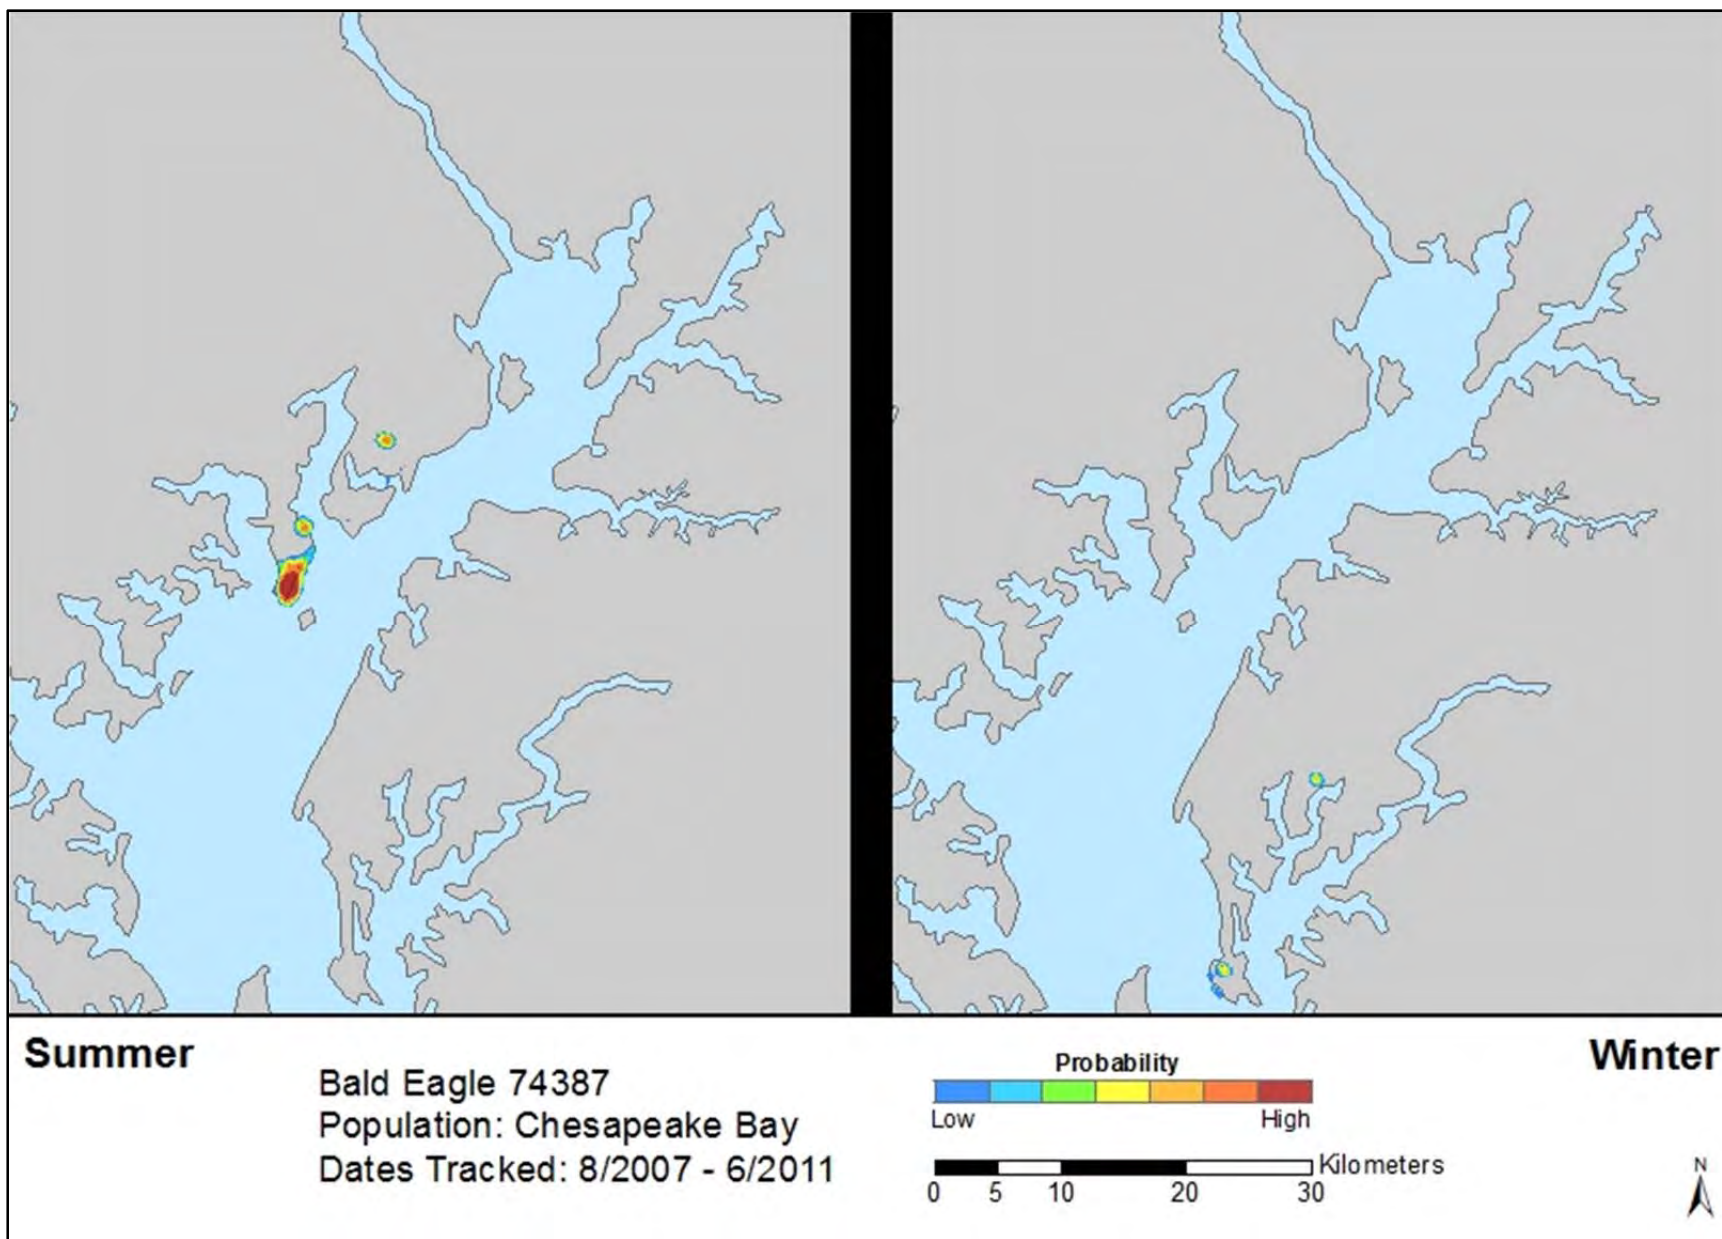 Summer
Winter
Bald Eagle 74387
Population: Chesapeake Bay
Dates Tracked: 8/2007 - 6/2011
Probability
Low High
Kilometers
0 5 10 20 30
N